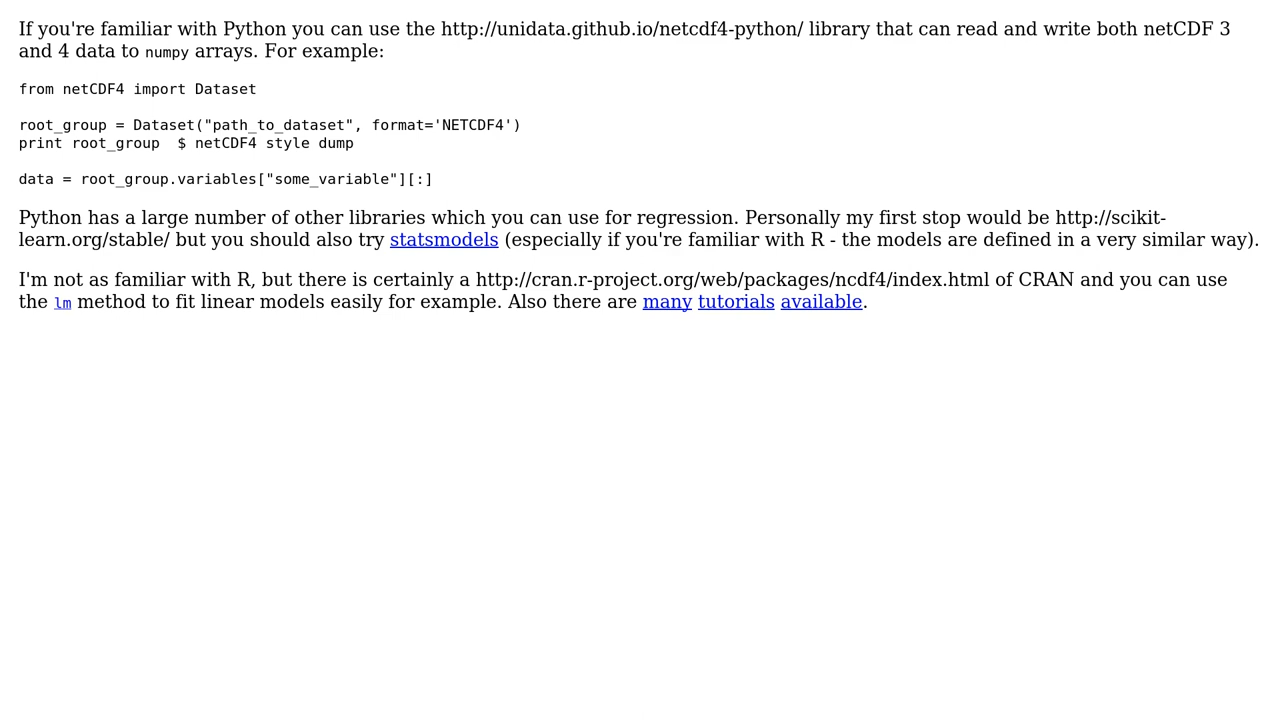 If you're familiar with Python you can use the http://unidata.github.io/netcdf4-python/ library that can read and write both netCDF 3
and 4 data to numpy arrays. For example:
from netCDF4 import Dataset
root_group = Dataset("path_to_dataset", format='NETCDF4')
print root_group  $ netCDF4 style dump
data = root_group.variables["some_variable"][:]
Python has a large number of other libraries which you can use for regression. Personally my first stop would be http://scikit-
learn.org/stable/ but you should also try statsmodels (especially if you're familiar with R - the models are defined in a very similar way).
I'm not as familiar with R, but there is certainly a http://cran.r-project.org/web/packages/ncdf4/index.html of CRAN and you can use
the lm method to fit linear models easily for example. Also there are many tutorials available.